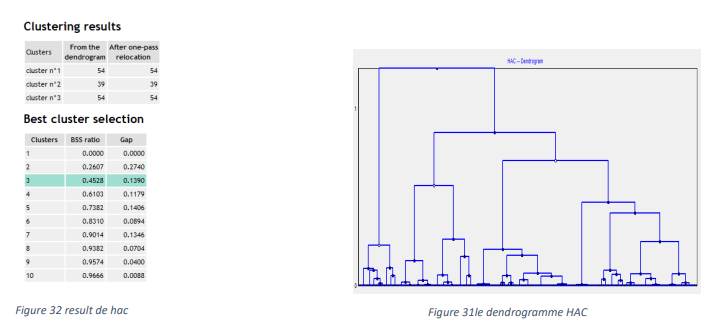 Clustering results
Clusters From the dendrogram After one-pass relocation
cluster n°1 54 54
cluster n°2 39 39
cluster n°3 54 54
Best cluster selection
Clusters BSS ratio Gap
1 0.0000 0.0000
2 0.2607 0.2740
3 0.4528 0.1390
4 0.6103 0.1179
5 0.7382 0.1406
6 0.8310 0.0894
7 0.9014 0.1346
8 0.9382 0.0704
9 0.9574 0.0400
10 0.9666 0.0088
Figure 32 result de hac
HAC -- Dendrogram
1
0
Figure 31le dendrogramme HAC